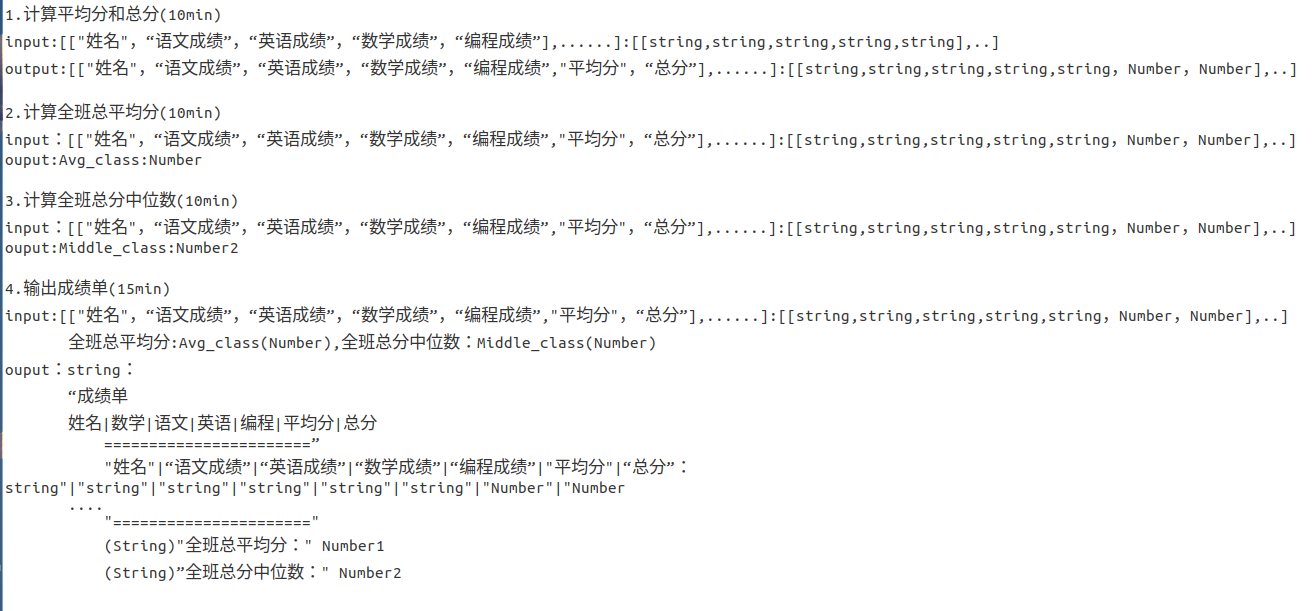 1.计算平均分和总分(10min)
input:[["姓名", “语文成绩”, “英语成绩”, “数学成绩”, “编程成绩”],......]:[[string,string,string,string,string],..]
output:[["姓名", “语文成绩”, “英语成绩”, “数学成绩”, “编程成绩”,"平均分", “总分”],......]:[[string,string,string,string,string, Number, Number],..]
2.计算全班总平均分(10min)
input：[["姓名", “语文成绩”, “英语成绩”, “数学成绩”, “编程成绩”,"平均分", “总分”],......]:[[string,string,string,string,string, Number, Number],..]
ouput:Avg_class:Number
3.计算全班总分中位数(10min)
input：[["姓名", “语文成绩”, “英语成绩”, “数学成绩”, “编程成绩”,"平均分", “总分”],......]:[[string,string,string,string,string, Number, Number],..]
ouput:Middle_class:Number2
4.输出成绩单(15min)
input:[["姓名", “语文成绩”, “英语成绩”, “数学成绩”, “编程成绩”,"平均分", “总分”],......]:[[string,string,string,string,string, Number, Number],..]
全班总平均分:Avg_class(Number),全班总分中位数：Middle_class(Number)
ouput：string：
“成绩单
姓名|数学|语文|英语|编程|平均分|总分
=======================”
"姓名"|“语文成绩”|“英语成绩”|“数学成绩”|“编程成绩”|"平均分"|“总分”：
string"|"string"|"string"|"string"|"string"|"string"|"Number"|"Number
....
"======================"
(String)"全班总平均分：" Number1
(String)”全班总分中位数：" Number2